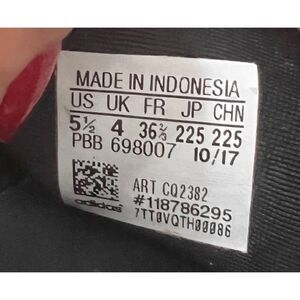 MADE IN INDONESIA
US UK FR JP CHN
5½ 4 36⅔ 225 225
PBB 698007 10/17
ART CQ2382
#118786295
adidas 7TT0VQTH00086